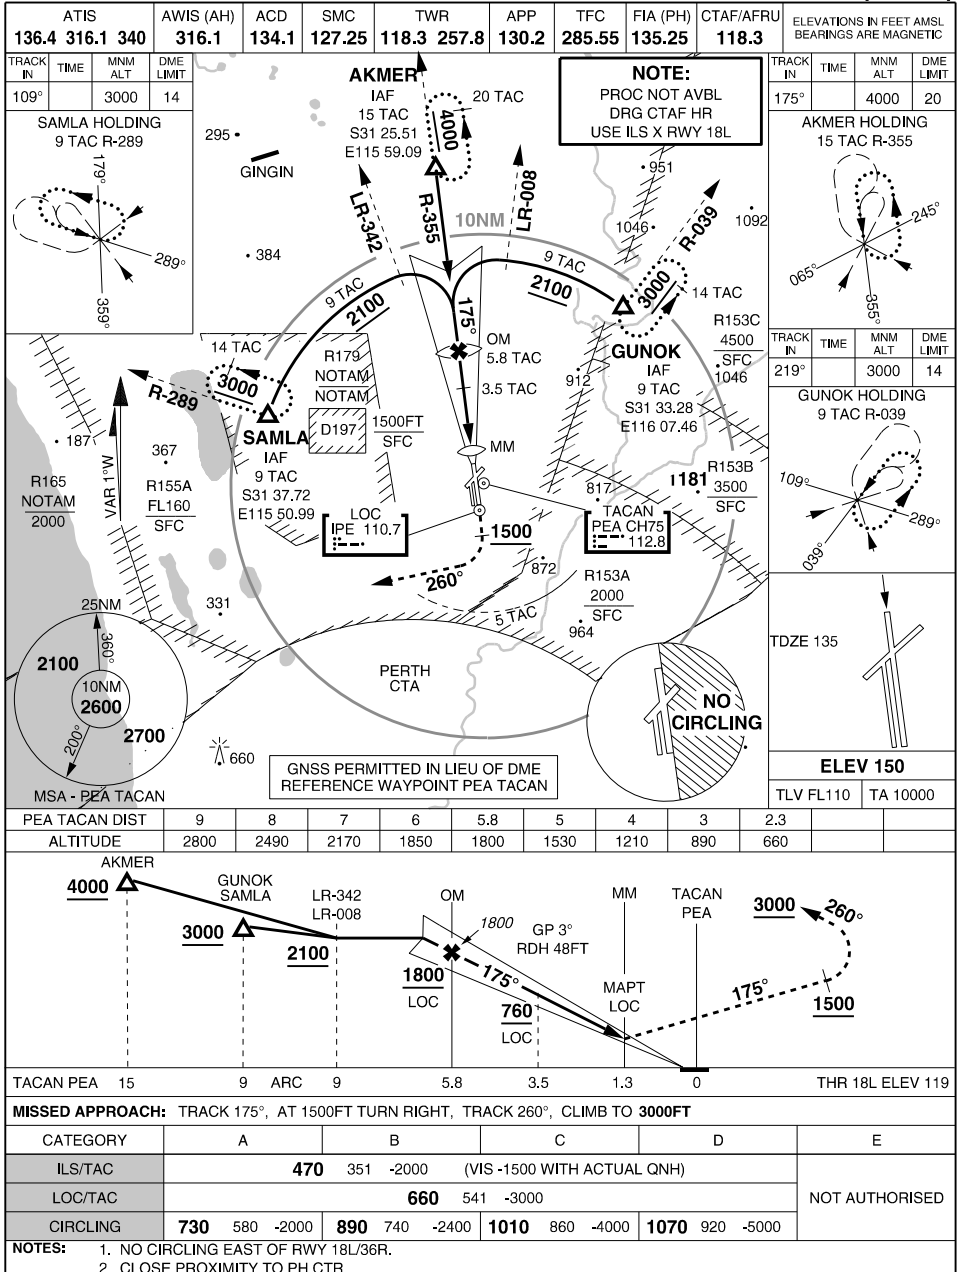 ATIS AWIS (AH) ACD SMC TWR APP TFC FIA (PH) CTAF/AFRU
136.4 316.1 340 316.1 134.1 127.25 118.3 257.8 130.2 285.55 135.25 118.3
ELEVATIONS IN FEET AMSL
BEARINGS ARE MAGNETIC
TRACK IN TIME MNM ALT DME LIMIT
109° 3000 14
SAMLA HOLDING
9 TAC R-289
179°
289°
359°
AKMER
IAF
15 TAC
S31 25.51
E115 59.09
20 TAC
4000
295
GINGIN
384
LR-342
R-355
LR-008
10NM
NOTE:
PROC NOT AVBL
DRG CTAF HR
USE ILS X RWY 18L
951
1046
1092
R-039
TRACK IN TIME MNM ALT DME LIMIT
175° 4000 20
AKMER HOLDING
15 TAC R-355
245°
065°
355°
TRACK IN TIME MNM ALT DME LIMIT
219° 3000 14
GUNOK HOLDING
9 TAC R-039
109°
289°
039°
9 TAC
2100
9 TAC
2100
175°
3000
14 TAC
GUNOK
IAF
9 TAC
S31 33.28
E116 07.46
R153C
4500
SFC
1046
OM
5.8 TAC
3.5 TAC
912
14 TAC
3000
R-289
R179
NOTAM
NOTAM
D197
1500FT
SFC
SAMLA
IAF
9 TAC
S31 37.72
E115 50.99
MM
187
367
R165
NOTAM
2000
VAR 1°W
R155A
FL160
SFC
LOC
IPE 110.7
817
TACAN
PEA CH75
112.8
1181
R153B
3500
SFC
1500
260°
872
R153A
2000
SFC
5 TAC
964
331
25NM
360°
2100
10NM
2600
200°
2700
MSA - PEA TACAN
PERTH
CTA
660
NO
CIRCLING
GNSS PERMITTED IN LIEU OF DME
REFERENCE WAYPOINT PEA TACAN
TDZE 135
ELEV 150
TLV FL110 TA 10000
PEA TACAN DIST 9 8 7 6 5.8 5 4 3 2.3
ALTITUDE 2800 2490 2170 1850 1800 1530 1210 890 660
AKMER
4000
GUNOK
SAMLA
3000
LR-342
LR-008
2100
OM
1800
GP 3°
RDH 48FT
1800
LOC
175°
760
LOC
MM
MAPT
LOC
TACAN
PEA
3000
260°
175°
1500
TACAN PEA 15 9 ARC 9 5.8 3.5 1.3 0 THR 18L ELEV 119
MISSED APPROACH: TRACK 175°, AT 1500FT TURN RIGHT, TRACK 260°, CLIMB TO 3000FT
CATEGORY A B C D E
ILS/TAC 470 351 -2000 (VIS -1500 WITH ACTUAL QNH)
LOC/TAC 660 541 -3000 NOT AUTHORISED
CIRCLING 730 580 -2000 890 740 -2400 1010 860 -4000 1070 920 -5000
NOTES: 1. NO CIRCLING EAST OF RWY 18L/36R.
2. CLOSE PROXIMITY TO PH CTR